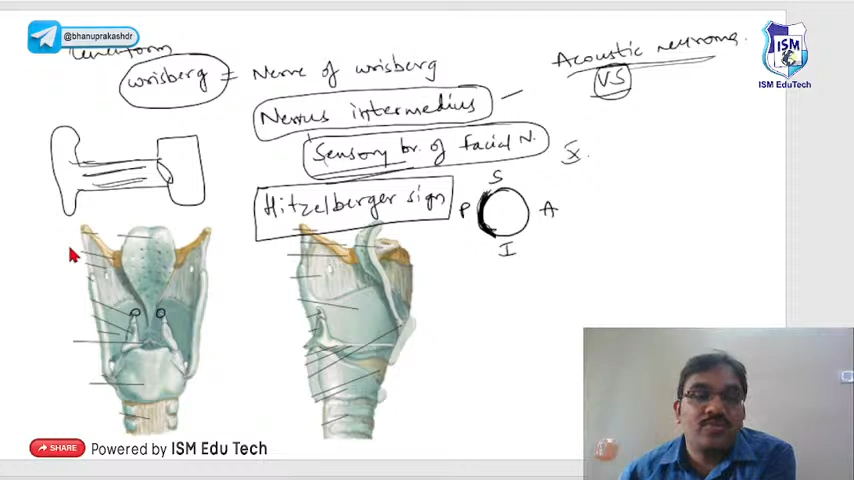 @bhanuprakashdr
cuneiform
wrisberg = Nerve of wrisberg
Acoustic neuroma.
VS
Nervus intermedius -
Sensory br. of facial N.
X.
Hitzelberger sign
S
P A
I
ISM
ISM EduTech
SHARE
Powered by ISM Edu Tech